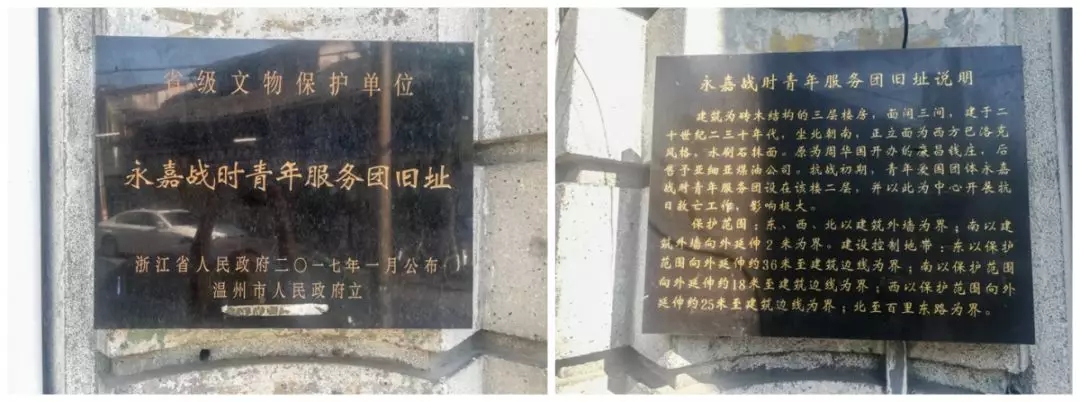 省级文物保护单位
永嘉战时青年服务团旧址
浙江省人民政府二〇一七年一月公布
温州市人民政府立
永嘉战时青年服务团旧址说明
建筑为砖木结构的三层楼房，面阔三间，建于二
十世纪二三十年代，坐北朝南，正立面为西方巴洛克
风格，水刷石抹面。原为周华国开办的康昌钱庄，后
售于亚细亚煤油公司。抗战初期，青年爱国团体永嘉
战时青年服务团设在该楼二层，并以此为中心开展抗
日救亡工作，影响极大。
保护范围：东、西、北以建筑外墙为界；南以建
筑外墙向外延伸2米为界。建设控制地带：东以保护
范围向外延伸约36米至建筑边线为界；南以保护范围
向外延伸约18米至建筑边线为界；西以保护范围向外
延伸约25米至建筑边线为界；北至百里东路为界。